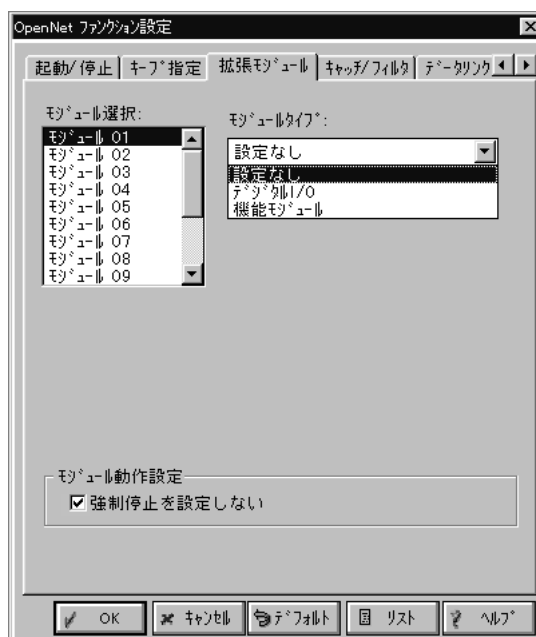 OpenNet ﾌｧﾝｸｼｮﾝ設定
起動/停止 ｷｰﾌﾟ指定 拡張ﾓｼﾞｭｰﾙ ｷｬｯﾁ/ﾌｨﾙﾀ ﾃﾞｰﾀﾘﾝｸ
ﾓｼﾞｭｰﾙ選択:
ﾓｼﾞｭｰﾙ 01
ﾓｼﾞｭｰﾙ 02
ﾓｼﾞｭｰﾙ 03
ﾓｼﾞｭｰﾙ 04
ﾓｼﾞｭｰﾙ 05
ﾓｼﾞｭｰﾙ 06
ﾓｼﾞｭｰﾙ 07
ﾓｼﾞｭｰﾙ 08
ﾓｼﾞｭｰﾙ 09
ﾓｼﾞｭｰﾙﾀｲﾌﾟ:
設定なし
設定なし
ﾃﾞｼﾞﾀﾙI/O
機能ﾓｼﾞｭｰﾙ
ﾓｼﾞｭｰﾙ動作設定
強制停止を設定しない
OK ｷｬﾝｾﾙ ﾃﾞﾌｫﾙﾄ ﾘｽﾄ ﾍﾙﾌﾟ